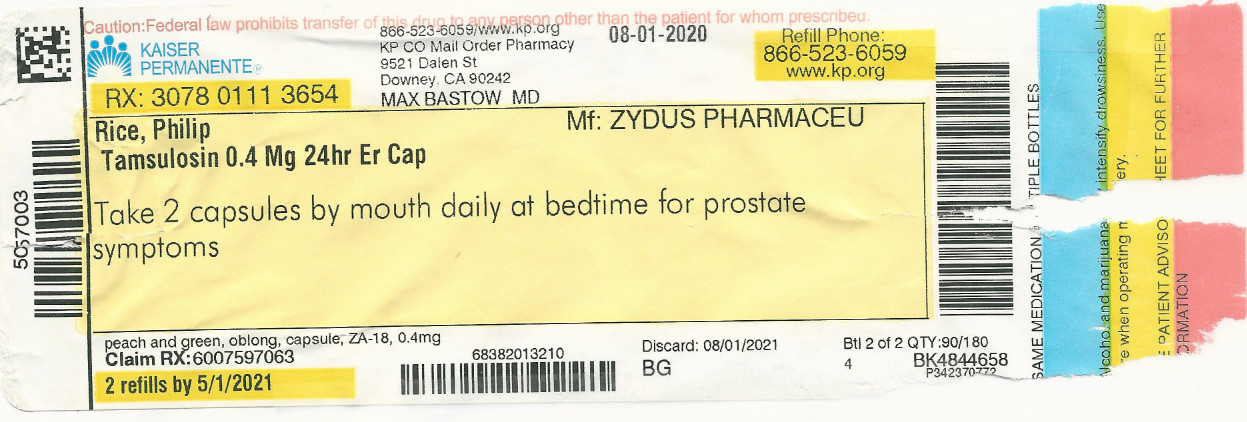 Caution:Federal law prohibits transfer of this drug to any person other than the patient for whom prescribed.
KAISER
PERMANENTE®
866-523-6059/www.kp.org
KP CO Mail Order Pharmacy
9521 Dalen St
Downey, CA 90242
MAX BASTOW MD
08-01-2020
Refill Phone:
866-523-6059
www.kp.org
RX: 3078 0111 3654
Rice, Philip
Mf: ZYDUS PHARMACEU
Tamsulosin 0.4 Mg 24hr Er Cap
Take 2 capsules by mouth daily at bedtime for prostate
symptoms
5057003
peach and green, oblong, capsule, ZA-18, 0.4mg
Claim RX:6007597063
2 refills by 5/1/2021
68382013210
Discard: 08/01/2021
BG
Btl 2 of 2 QTY:90/180
4
BK4844658
P342370772
SAME MEDICATION
TIPLE BOTTLES
lcohol and marijuana
intensify drowsiness. Use
e when operating
ery.
PATIENT ADVISO
HEET FOR FURTHER
ORMATION